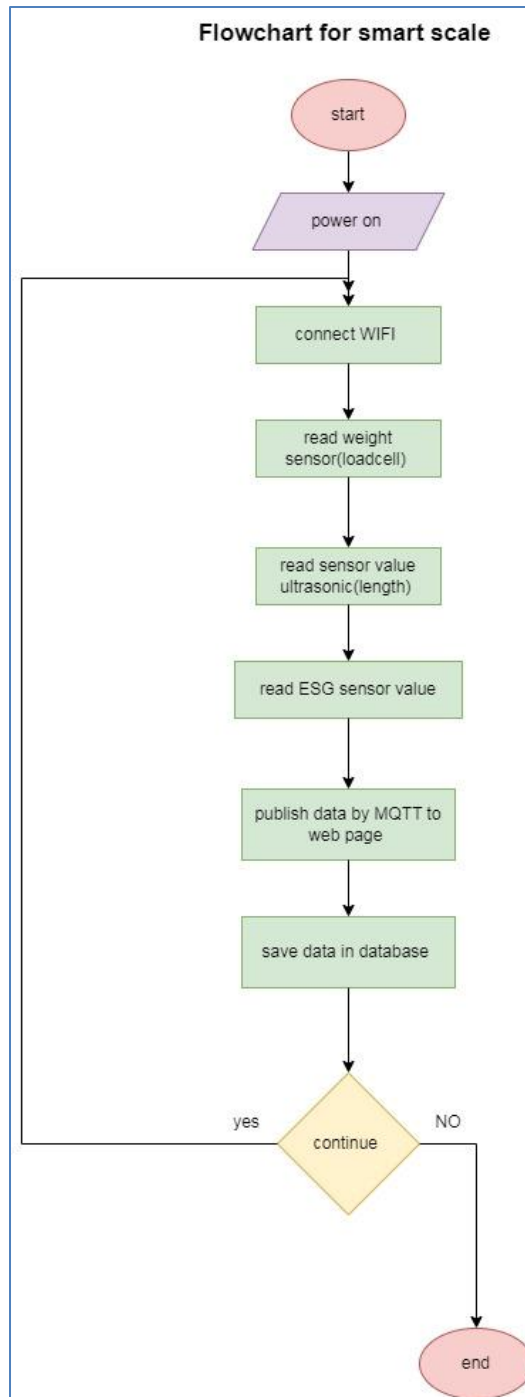 Flowchart for smart scale
start
power on
connect WIFI
read weight
sensor(loadcell)
read sensor value
ultrasonic(length)
read ESG sensor value
publish data by MQTT to
web page
save data in database
yes
continue
NO
end